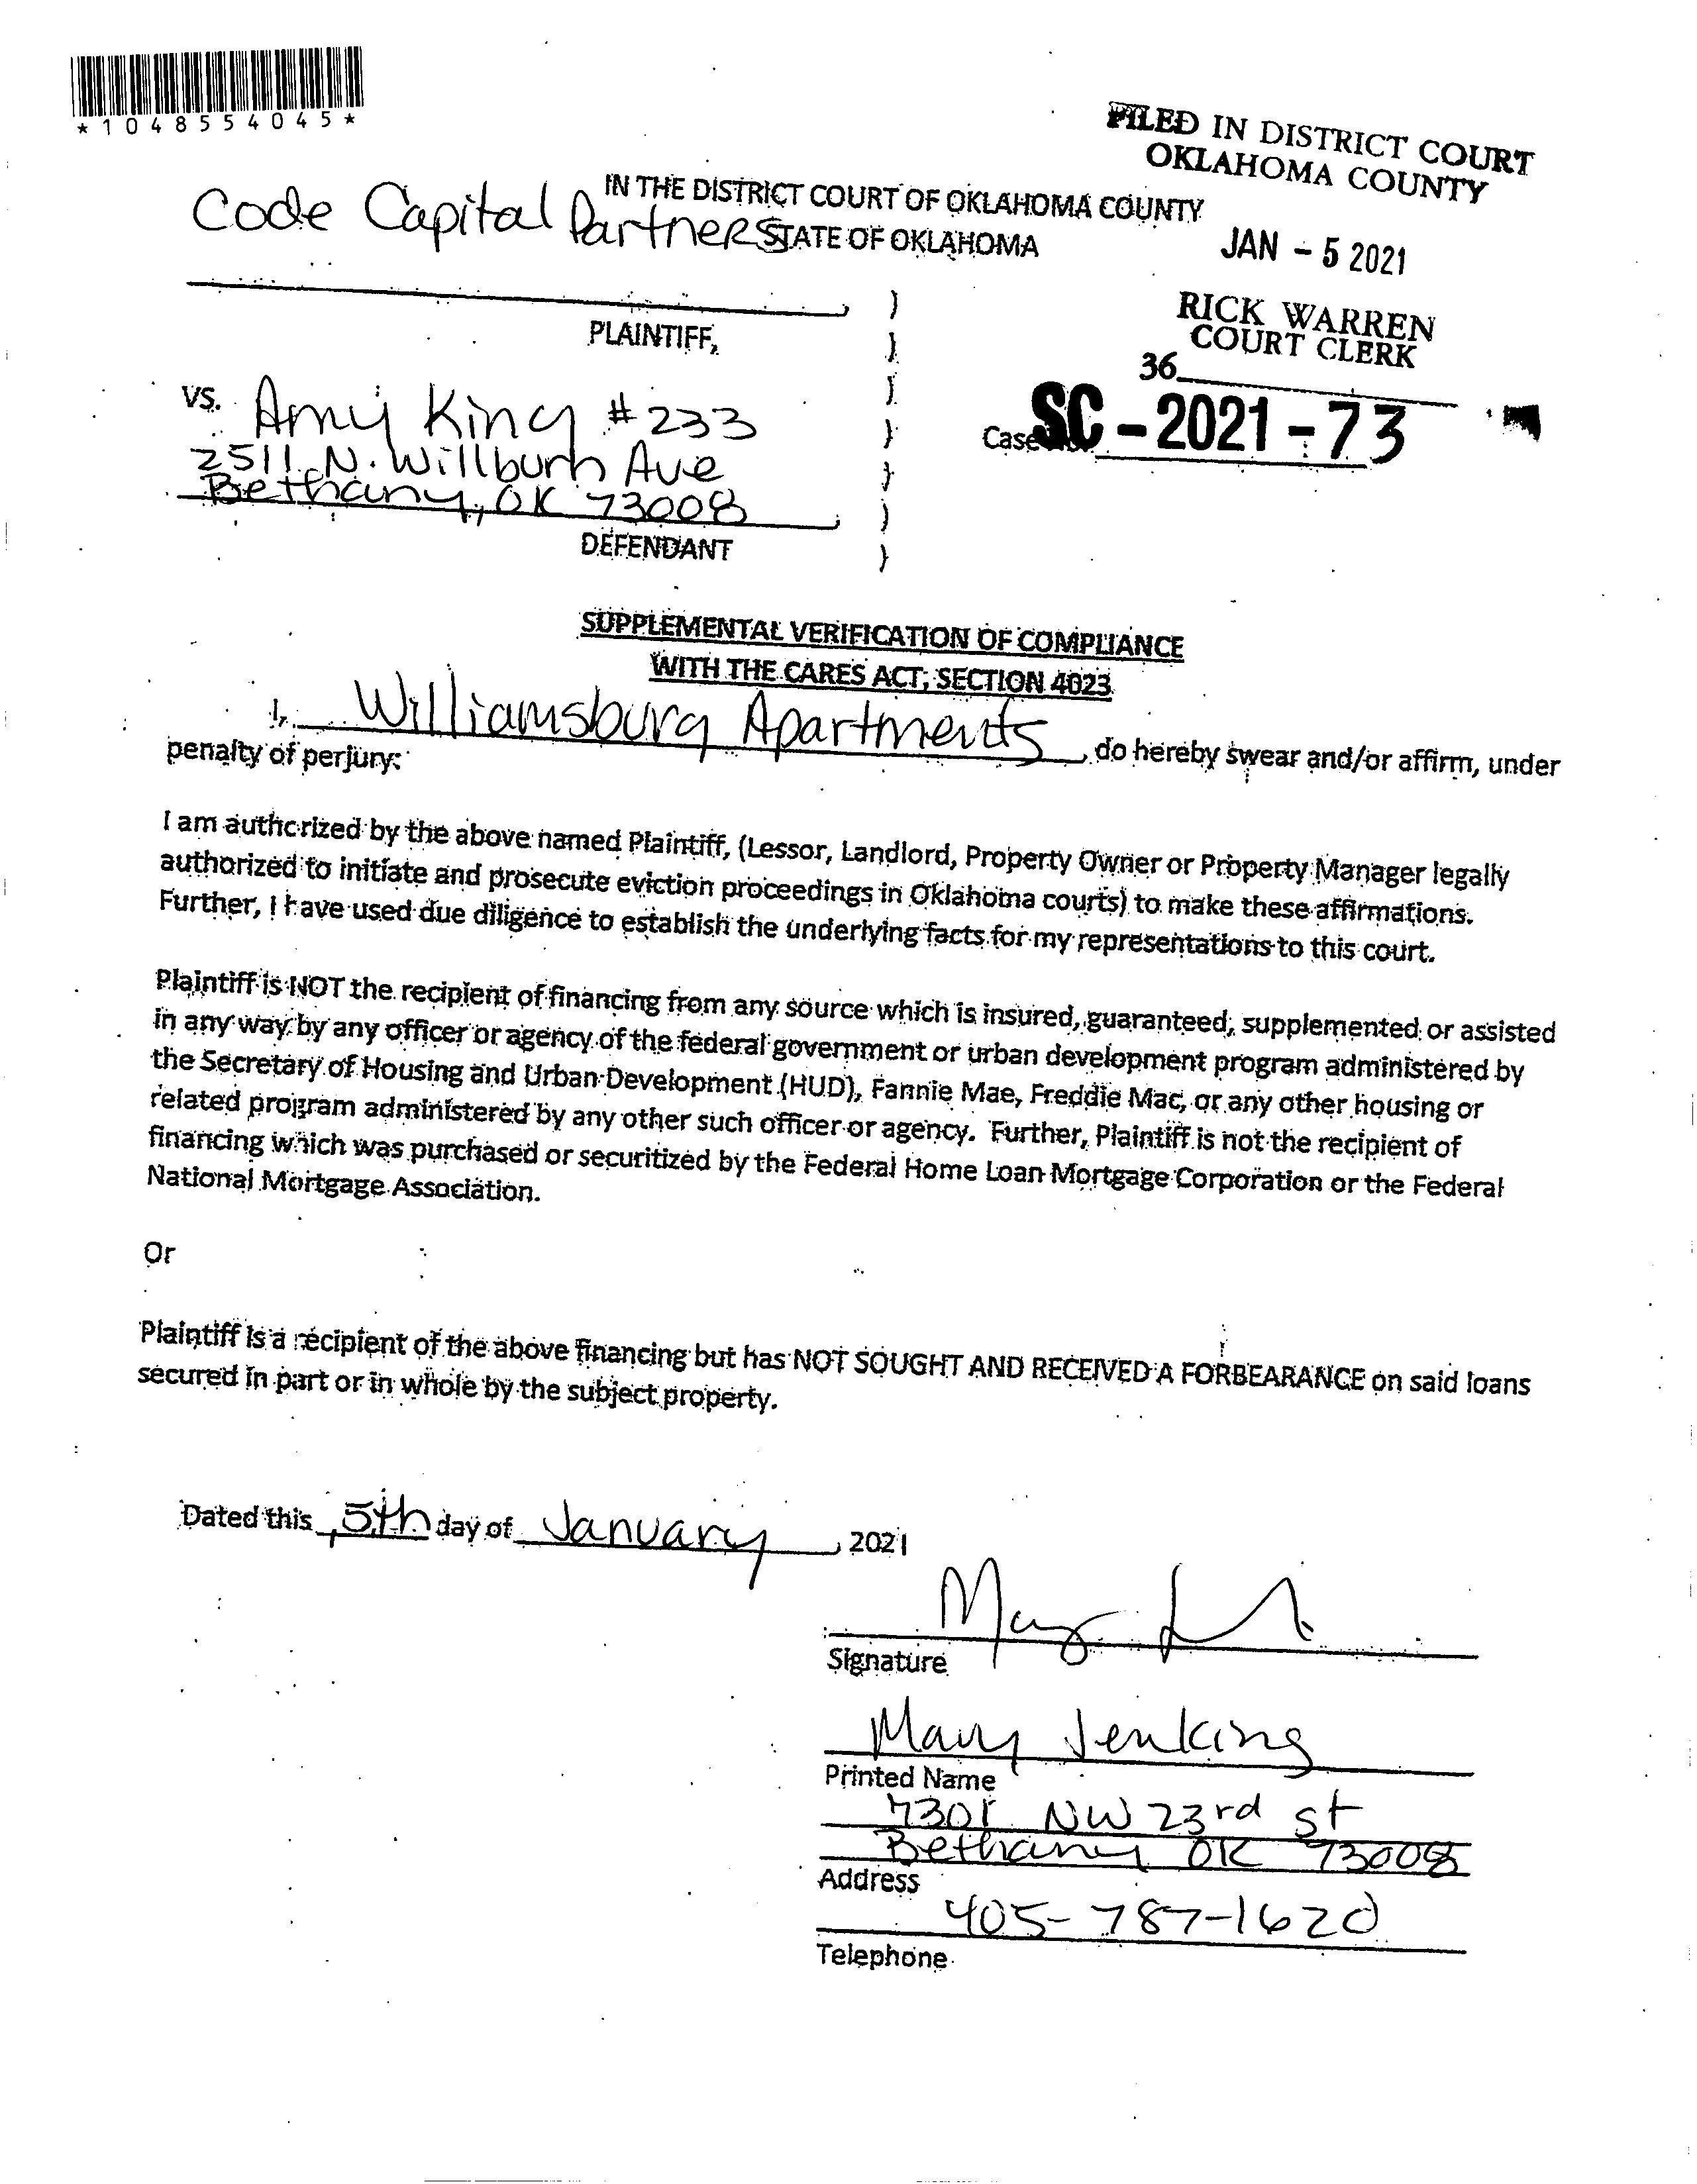 *1048554045*
FILED IN DISTRICT COURT
OKLAHOMA COUNTY
IN THE DISTRICT COURT OF OKLAHOMA COUNTY
Code Capital Partners STATE OF OKLAHOMA
JAN - 5 2021
PLAINTIFF,
RICK WARREN
COURT CLERK
36
vs. Amy King #233
Case SC - 2021 - 73
2511 N. Willburn Ave
Bethany, OK 73008
DEFENDANT
SUPPLEMENTAL VERIFICATION OF COMPLIANCE
WITH THE CARES ACT, SECTION 4023
I, Williamsburg Apartments, do hereby swear and/or affirm, under
penalty of perjury:
I am authorized by the above named Plaintiff, (Lessor, Landlord, Property Owner or Property Manager legally
authorized to initiate and prosecute eviction proceedings in Oklahoma courts) to make these affirmations.
Further, I have used due diligence to establish the underlying facts for my representations to this court.
Plaintiff is NOT the recipient of financing from any source which is insured, guaranteed, supplemented or assisted
in any way by any officer or agency of the federal government or urban development program administered by
the Secretary of Housing and Urban Development (HUD), Fannie Mae, Freddie Mac, or any other housing or
related program administered by any other such officer or agency. Further, Plaintiff is not the recipient of
financing which was purchased or securitized by the Federal Home Loan Mortgage Corporation or the Federal
National Mortgage Association.
Or
Plaintiff is a recipient of the above financing but has NOT SOUGHT AND RECEIVED A FORBEARANCE on said loans
secured in part or in whole by the subject property.
Dated this 5th day of January, 2021
Signature
Mary Jenkins
Printed Name
7301 NW 23rd st
Bethany OK 73008
Address
405-787-1620
Telephone